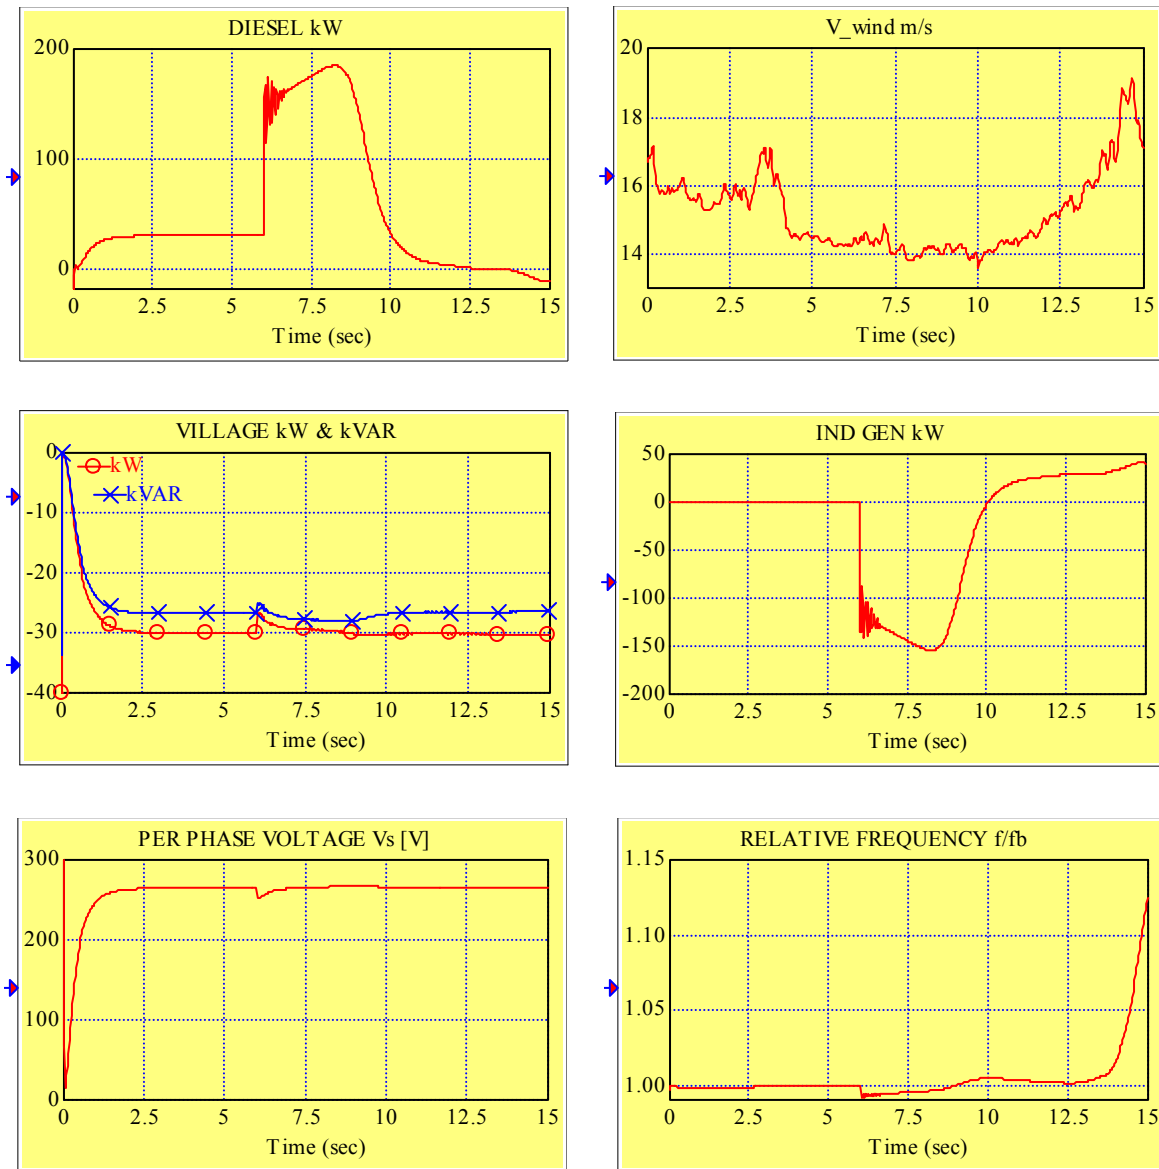 DIESEL kW
200
100
0
0 2.5 5 7.5 10 12.5 15
Time (sec)
V_wind m/s
20
18
16
14
0 2.5 5 7.5 10 12.5 15
Time (sec)
VILLAGE kW & kVAR
0
kW
kVAR
-10
-20
-30
-40
0 2.5 5 7.5 10 12.5 15
Time (sec)
IND GEN kW
50
0
-50
-100
-150
-200
0 2.5 5 7.5 10 12.5 15
Time (sec)
PER PHASE VOLTAGE Vs [V]
300
200
100
0
0 2.5 5 7.5 10 12.5 15
Time (sec)
RELATIVE FREQUENCY f/fb
1.15
1.10
1.05
1.00
0 2.5 5 7.5 10 12.5 15
Time (sec)